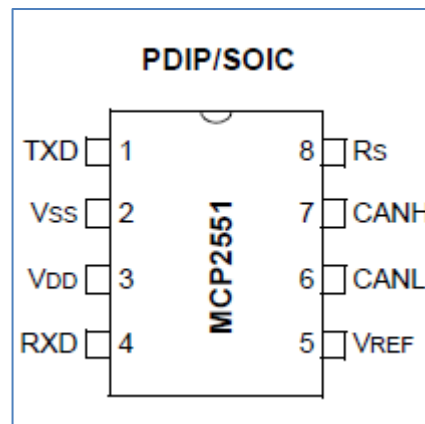 PDIP/SOIC
TXD 1 8 RS
VSS 2 7 CANH
VDD 3 6 CANL
RXD 4 5 VREF
MCP2551